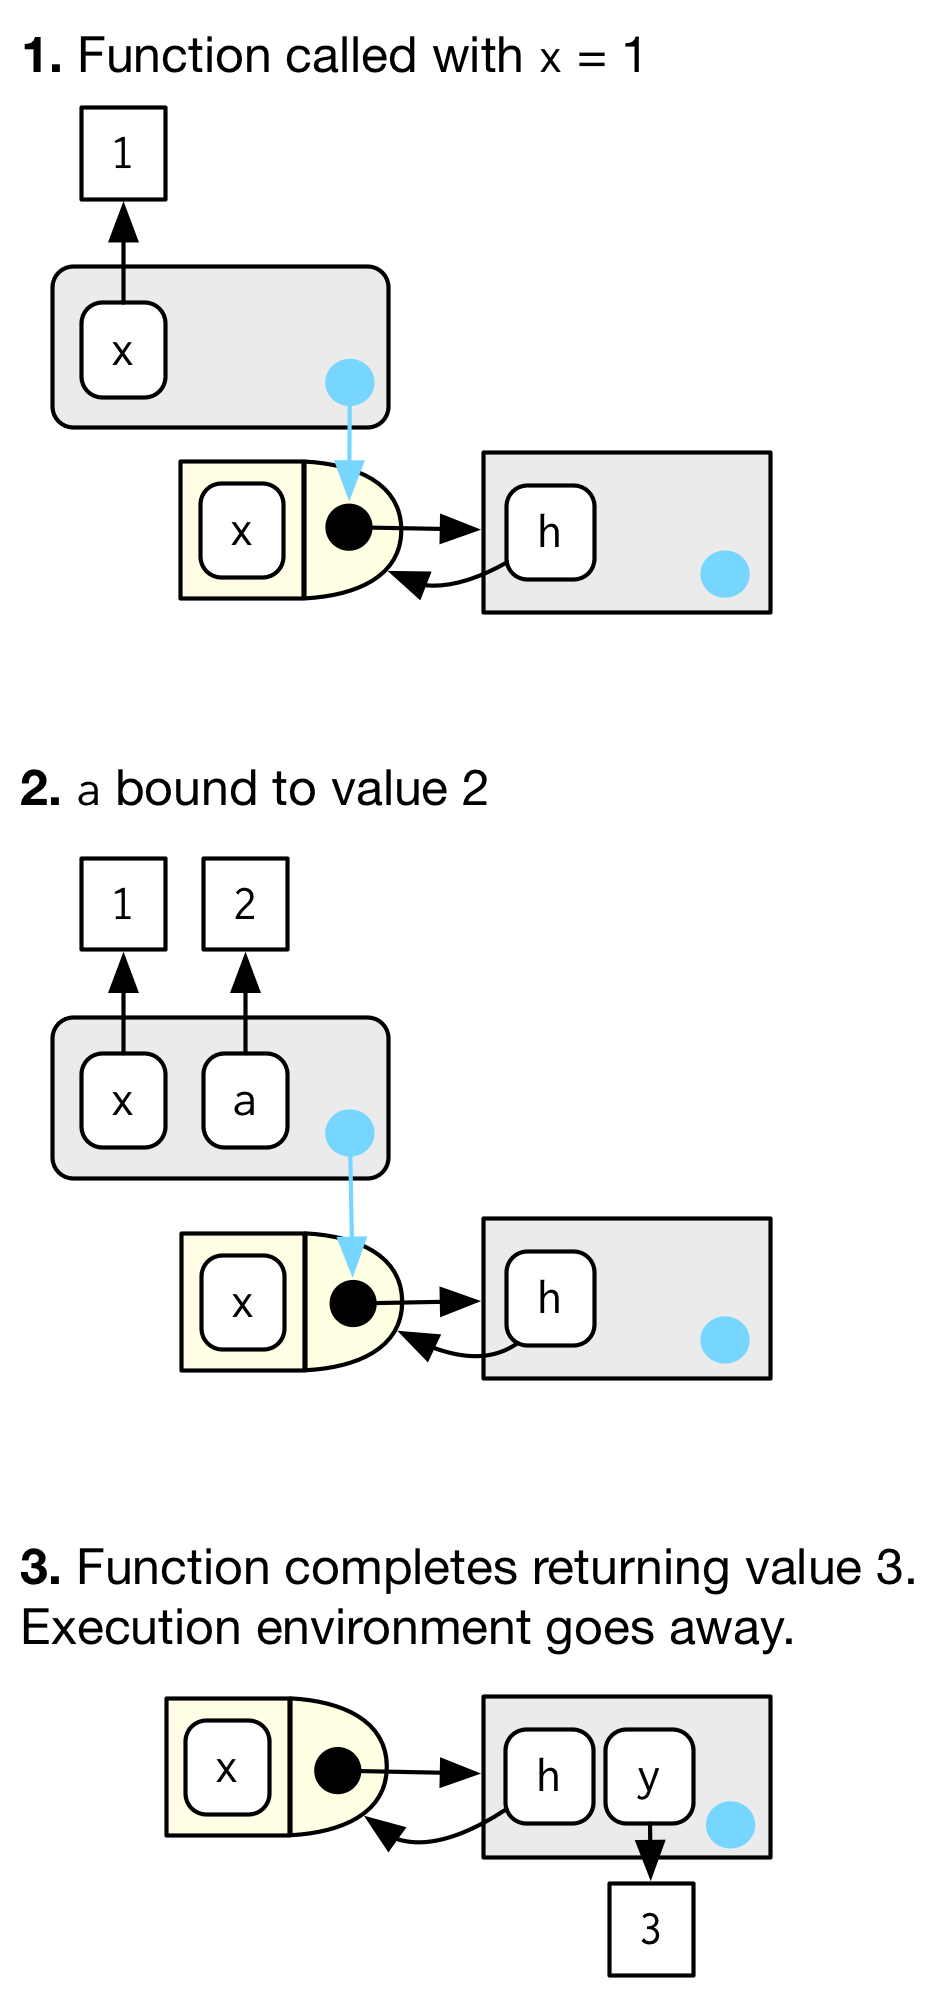 1. Function called with x = 1
1
x
x
h
2. a bound to value 2
1 2
x a
x
h
3. Function completes returning value 3.
Execution environment goes away.
x
h y
3